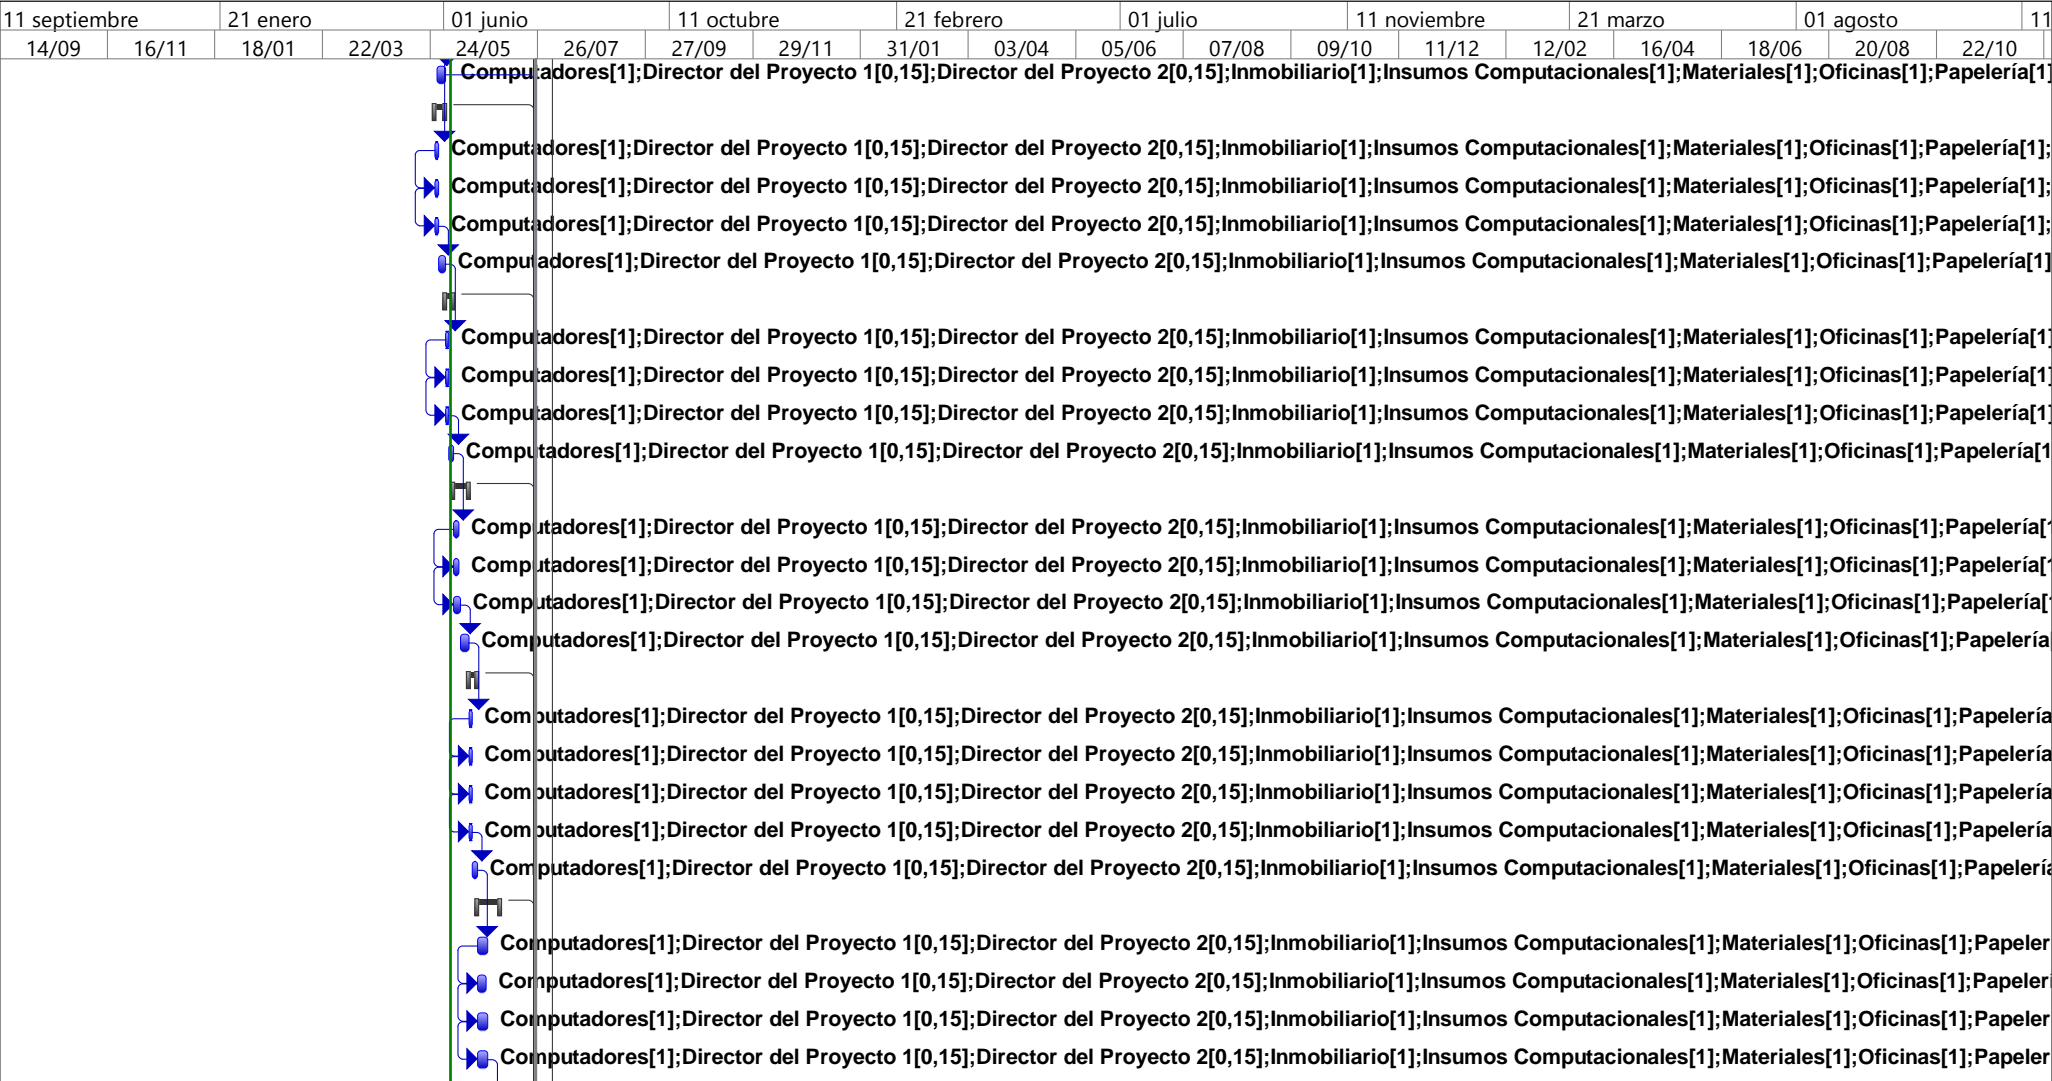 11 septiembre 21 enero 01 junio 11 octubre 21 febrero 01 julio 11 noviembre 21 marzo 01 agosto 11
14/09 16/11 18/01 22/03 24/05 26/07 27/09 29/11 31/01 03/04 05/06 07/08 09/10 11/12 12/02 16/04 18/06 20/08 22/10
Computadores[1];Director del Proyecto 1[0,15];Director del Proyecto 2[0,15];Inmobiliario[1];Insumos Computacionales[1];Materiales[1];Oficinas[1];Papelería[1]
Computadores[1];Director del Proyecto 1[0,15];Director del Proyecto 2[0,15];Inmobiliario[1];Insumos Computacionales[1];Materiales[1];Oficinas[1];Papelería[1];
Computadores[1];Director del Proyecto 1[0,15];Director del Proyecto 2[0,15];Inmobiliario[1];Insumos Computacionales[1];Materiales[1];Oficinas[1];Papelería[1];
Computadores[1];Director del Proyecto 1[0,15];Director del Proyecto 2[0,15];Inmobiliario[1];Insumos Computacionales[1];Materiales[1];Oficinas[1];Papelería[1];
Computadores[1];Director del Proyecto 1[0,15];Director del Proyecto 2[0,15];Inmobiliario[1];Insumos Computacionales[1];Materiales[1];Oficinas[1];Papelería[1]
Computadores[1];Director del Proyecto 1[0,15];Director del Proyecto 2[0,15];Inmobiliario[1];Insumos Computacionales[1];Materiales[1];Oficinas[1];Papelería[1]
Computadores[1];Director del Proyecto 1[0,15];Director del Proyecto 2[0,15];Inmobiliario[1];Insumos Computacionales[1];Materiales[1];Oficinas[1];Papelería[1]
Computadores[1];Director del Proyecto 1[0,15];Director del Proyecto 2[0,15];Inmobiliario[1];Insumos Computacionales[1];Materiales[1];Oficinas[1];Papelería[1]
Computadores[1];Director del Proyecto 1[0,15];Director del Proyecto 2[0,15];Inmobiliario[1];Insumos Computacionales[1];Materiales[1];Oficinas[1];Papelería[1
Computadores[1];Director del Proyecto 1[0,15];Director del Proyecto 2[0,15];Inmobiliario[1];Insumos Computacionales[1];Materiales[1];Oficinas[1];Papelería[1
Computadores[1];Director del Proyecto 1[0,15];Director del Proyecto 2[0,15];Inmobiliario[1];Insumos Computacionales[1];Materiales[1];Oficinas[1];Papelería[1
Computadores[1];Director del Proyecto 1[0,15];Director del Proyecto 2[0,15];Inmobiliario[1];Insumos Computacionales[1];Materiales[1];Oficinas[1];Papelería[
Computadores[1];Director del Proyecto 1[0,15];Director del Proyecto 2[0,15];Inmobiliario[1];Insumos Computacionales[1];Materiales[1];Oficinas[1];Papelería
Computadores[1];Director del Proyecto 1[0,15];Director del Proyecto 2[0,15];Inmobiliario[1];Insumos Computacionales[1];Materiales[1];Oficinas[1];Papelería
Computadores[1];Director del Proyecto 1[0,15];Director del Proyecto 2[0,15];Inmobiliario[1];Insumos Computacionales[1];Materiales[1];Oficinas[1];Papelería
Computadores[1];Director del Proyecto 1[0,15];Director del Proyecto 2[0,15];Inmobiliario[1];Insumos Computacionales[1];Materiales[1];Oficinas[1];Papelería
Computadores[1];Director del Proyecto 1[0,15];Director del Proyecto 2[0,15];Inmobiliario[1];Insumos Computacionales[1];Materiales[1];Oficinas[1];Papelería
Computadores[1];Director del Proyecto 1[0,15];Director del Proyecto 2[0,15];Inmobiliario[1];Insumos Computacionales[1];Materiales[1];Oficinas[1];Papelería
Computadores[1];Director del Proyecto 1[0,15];Director del Proyecto 2[0,15];Inmobiliario[1];Insumos Computacionales[1];Materiales[1];Oficinas[1];Papeler
Computadores[1];Director del Proyecto 1[0,15];Director del Proyecto 2[0,15];Inmobiliario[1];Insumos Computacionales[1];Materiales[1];Oficinas[1];Papelerí
Computadores[1];Director del Proyecto 1[0,15];Director del Proyecto 2[0,15];Inmobiliario[1];Insumos Computacionales[1];Materiales[1];Oficinas[1];Papeler
Computadores[1];Director del Proyecto 1[0,15];Director del Proyecto 2[0,15];Inmobiliario[1];Insumos Computacionales[1];Materiales[1];Oficinas[1];Papeler